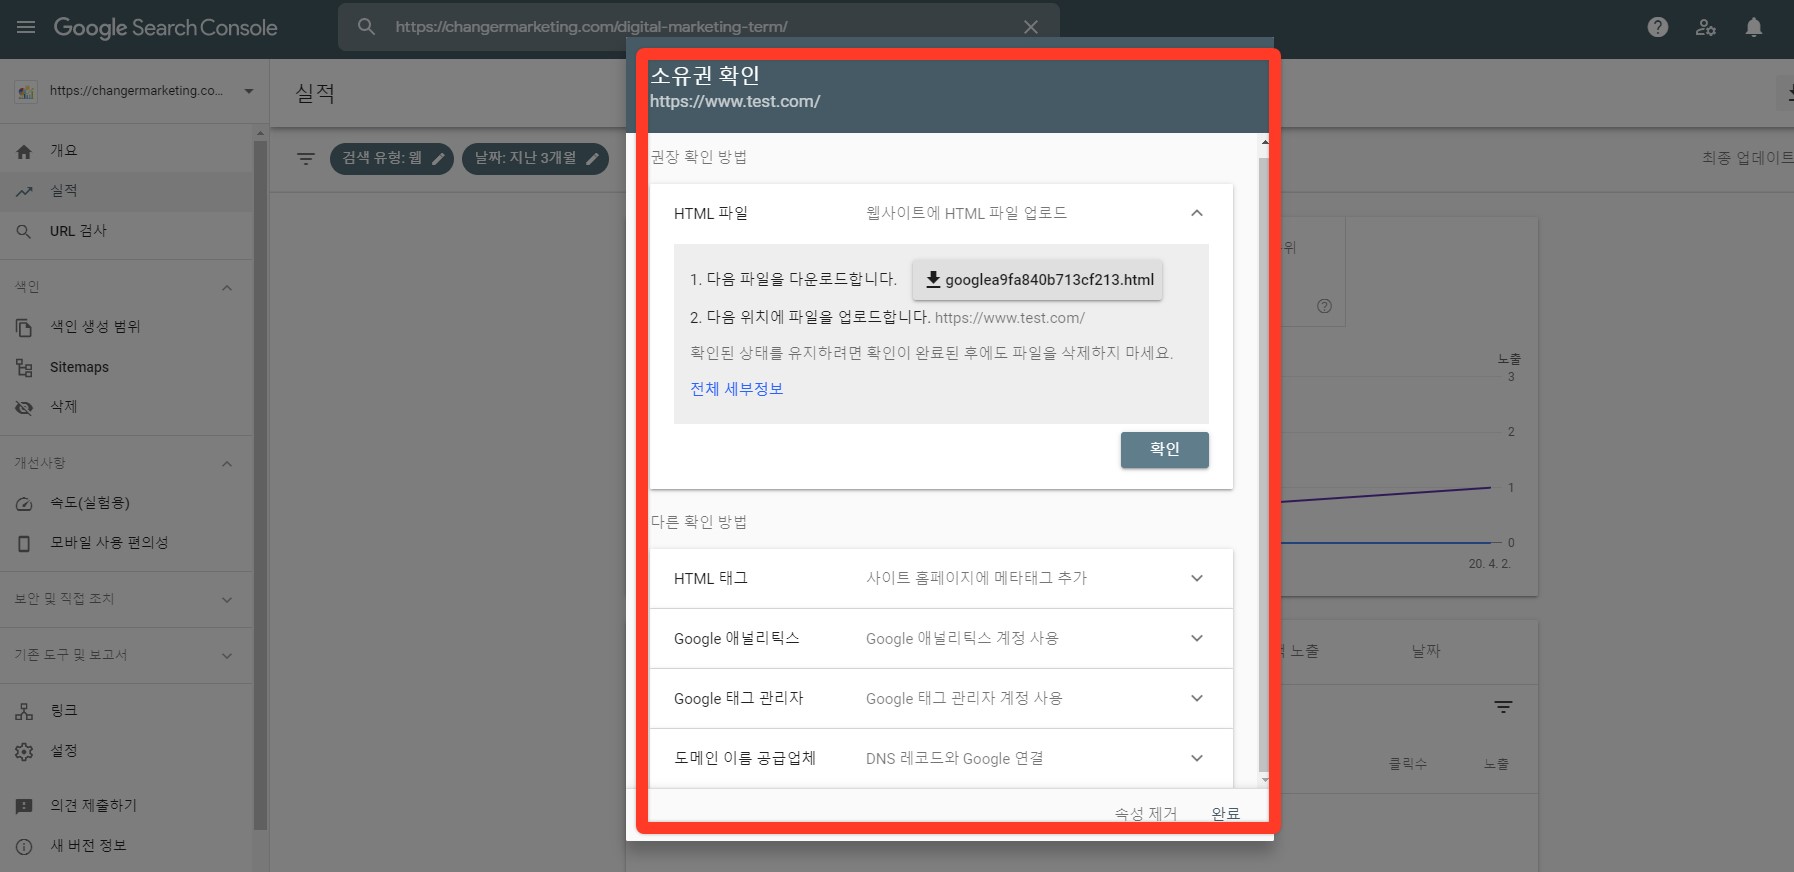 Google Search Console
https://changermarketing.com/digital-marketing-term/
https://changermarketing.co...
실적
개요
실적
URL 검사
색인
색인 생성 범위
Sitemaps
삭제
개선사항
속도(실험용)
모바일 사용 편의성
보안 및 직접 조치
기존 도구 및 보고서
링크
설정
의견 제출하기
새 버전 정보
검색 유형: 웹
날짜: 지난 3개월
최종 업데이트
소유권 확인
https://www.test.com/
권장 확인 방법
HTML 파일 웹사이트에 HTML 파일 업로드
1. 다음 파일을 다운로드합니다. googlea9fa840b713cf213.html
2. 다음 위치에 파일을 업로드합니다. https://www.test.com/
확인된 상태를 유지하려면 확인이 완료된 후에도 파일을 삭제하지 마세요.
전체 세부정보
확인
다른 확인 방법
HTML 태그 사이트 홈페이지에 메타태그 추가
Google 애널리틱스 Google 애널리틱스 계정 사용
Google 태그 관리자 Google 태그 관리자 계정 사용
도메인 이름 공급업체 DNS 레코드와 Google 연결
속성 제거 완료
노출
3
2
1
0
20. 4. 2.
노출 날짜
클릭수 노출